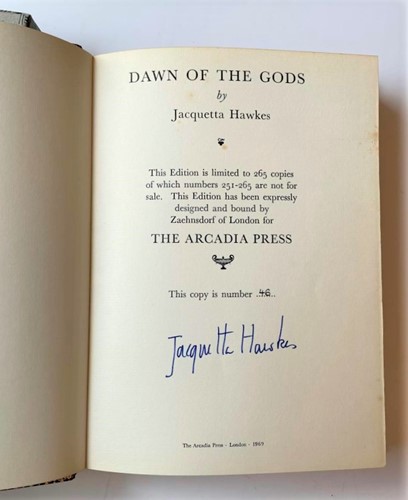 DAWN OF THE GODS
by
Jacquetta Hawkes
This Edition is limited to 265 copies
of which numbers 251-265 are not for
sale. This Edition has been expressly
designed and bound by
Zaehnsdorf of London for
THE ARCADIA PRESS
This copy is number ..46...
Jacquetta Hawkes
The Arcadia Press - London - 1969